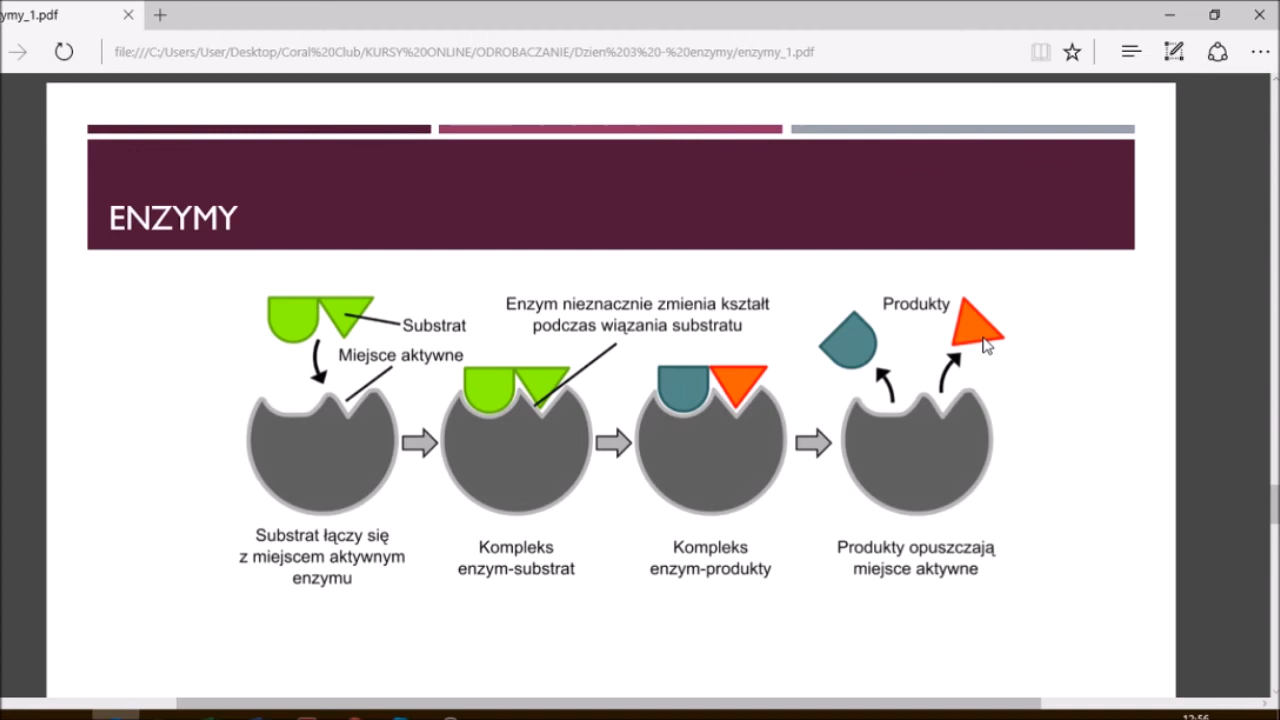 ymy_1.pdf
file:///C:/Users/User/Desktop/Coral%20Club/KURSY%20ONLINE/ODROBACZANIE/Dzien%203%20-%20enzymy/enzymy_1.pdf
ENZYMY
Substrat
Miejsce aktywne
Enzym nieznacznie zmienia kształt
podczas wiązania substratu
Produkty
Substrat łączy się
z miejscem aktywnym
enzymu
Kompleks
enzym-substrat
Kompleks
enzym-produkty
Produkty opuszczają
miejsce aktywne